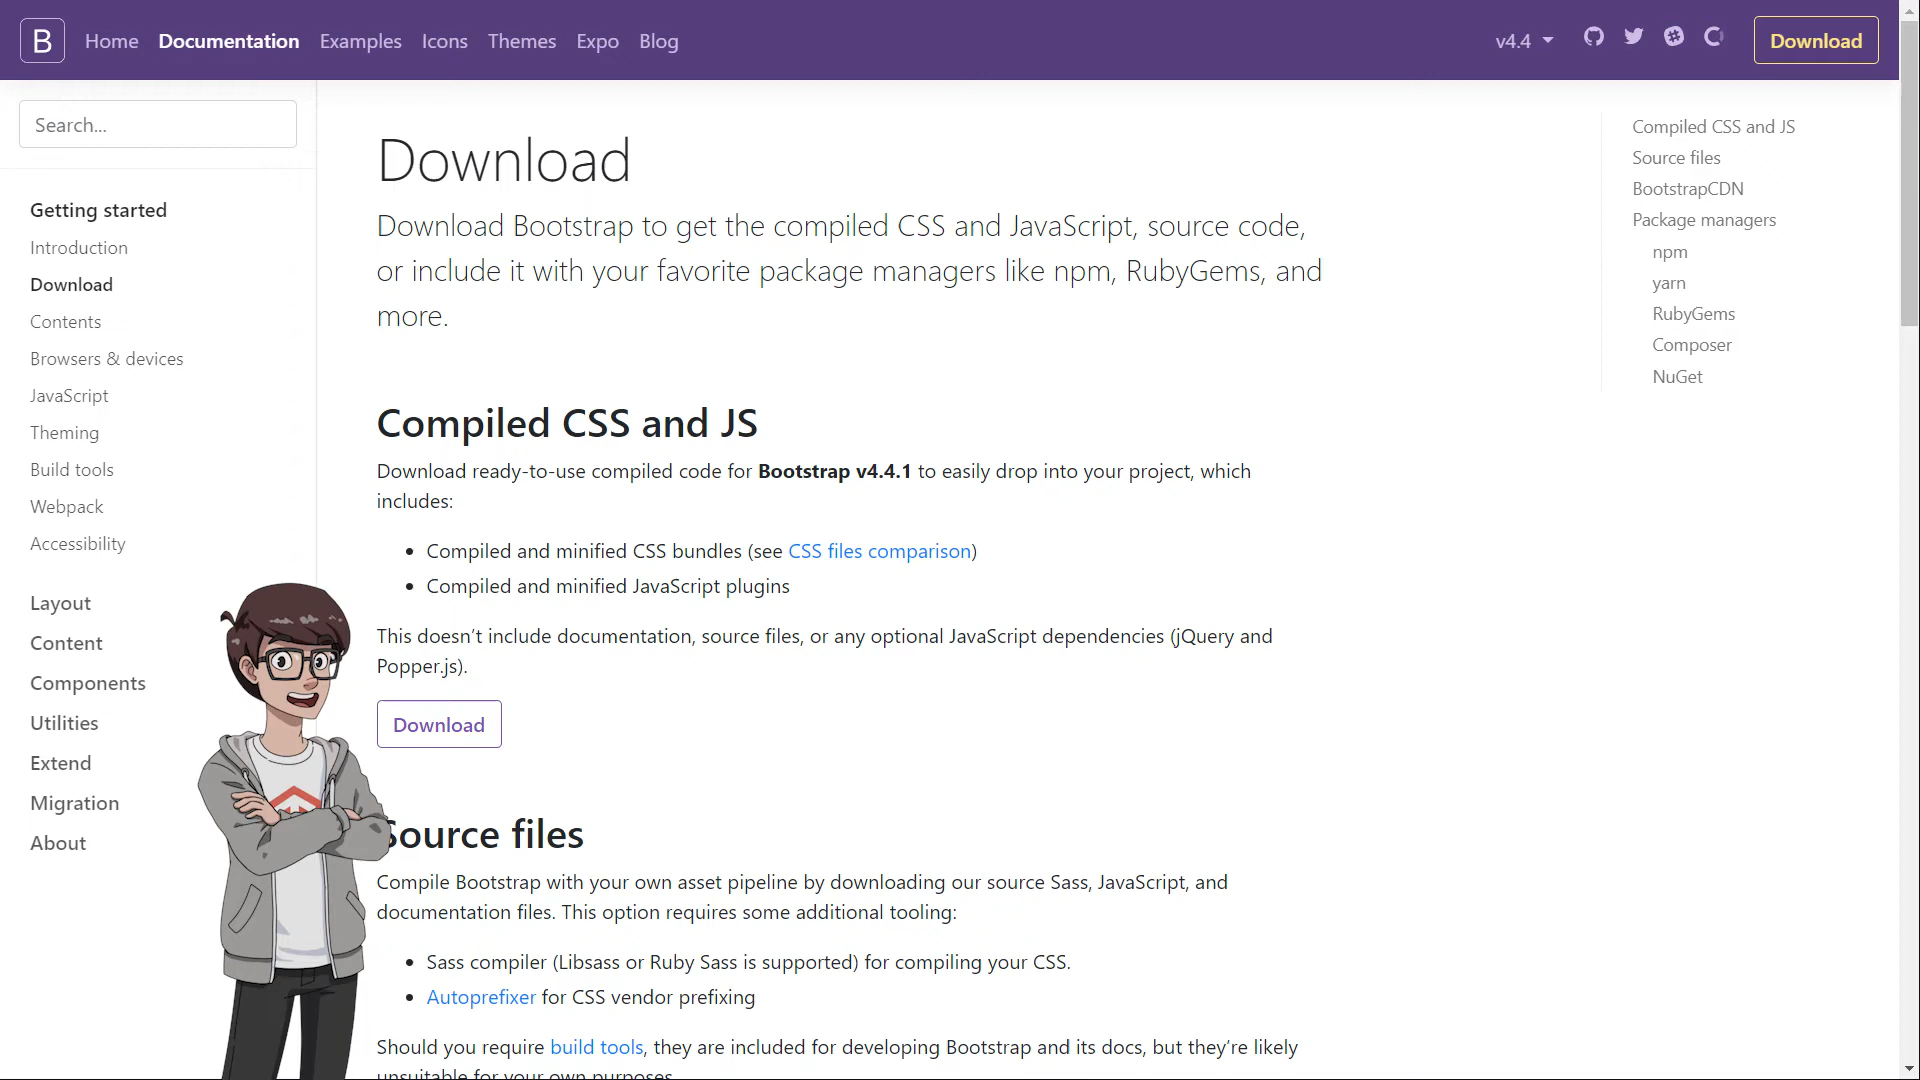 B Home Documentation Examples Icons Themes Expo Blog v4.4 Download
Search...
Getting started
Introduction
Download
Contents
Browsers & devices
JavaScript
Theming
Build tools
Webpack
Accessibility
Layout
Content
Components
Utilities
Extend
Migration
About
Download
Download Bootstrap to get the compiled CSS and JavaScript, source code,
or include it with your favorite package managers like npm, RubyGems, and
more.
Compiled CSS and JS
Download ready-to-use compiled code for Bootstrap v4.4.1 to easily drop into your project, which
includes:
• Compiled and minified CSS bundles (see CSS files comparison)
• Compiled and minified JavaScript plugins
This doesn’t include documentation, source files, or any optional JavaScript dependencies (jQuery and
Popper.js).
Download
Source files
Compile Bootstrap with your own asset pipeline by downloading our source Sass, JavaScript, and
documentation files. This option requires some additional tooling:
• Sass compiler (Libsass or Ruby Sass is supported) for compiling your CSS.
• Autoprefixer for CSS vendor prefixing
Should you require build tools, they are included for developing Bootstrap and its docs, but they’re likely
unsuitable for your own purposes.
Compiled CSS and JS
Source files
BootstrapCDN
Package managers
npm
yarn
RubyGems
Composer
NuGet